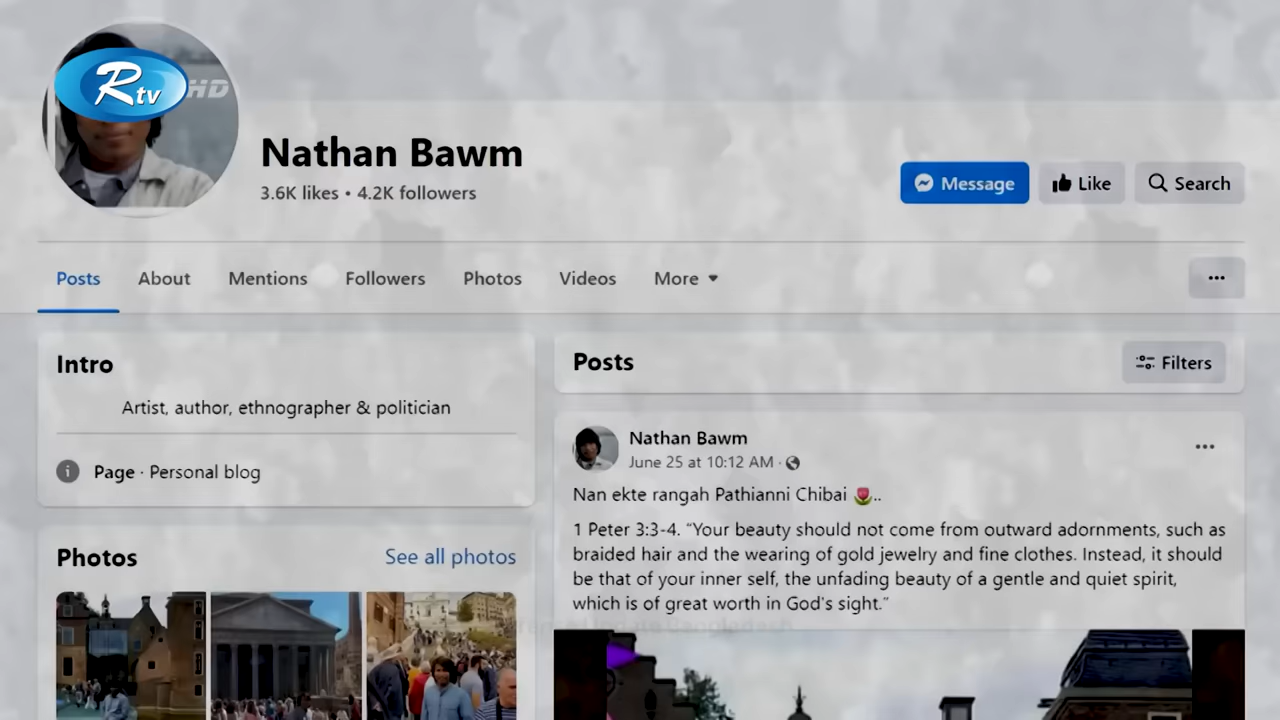 Rtv HD
Nathan Bawm
3.6K likes • 4.2K followers
Message
Like
Search
Posts
About
Mentions
Followers
Photos
Videos
More
Intro
Artist, author, ethnographer & politician
Page · Personal blog
Photos
See all photos
Posts
Filters
Nathan Bawm
June 25 at 10:12 AM ·
Nan ekte rangah Pathianni Chibai 🌷..
1 Peter 3:3-4. “Your beauty should not come from outward adornments, such as
braided hair and the wearing of gold jewelry and fine clothes. Instead, it should
be that of your inner self, the unfading beauty of a gentle and quiet spirit,
which is of great worth in God's sight.”
Update Bangladesh